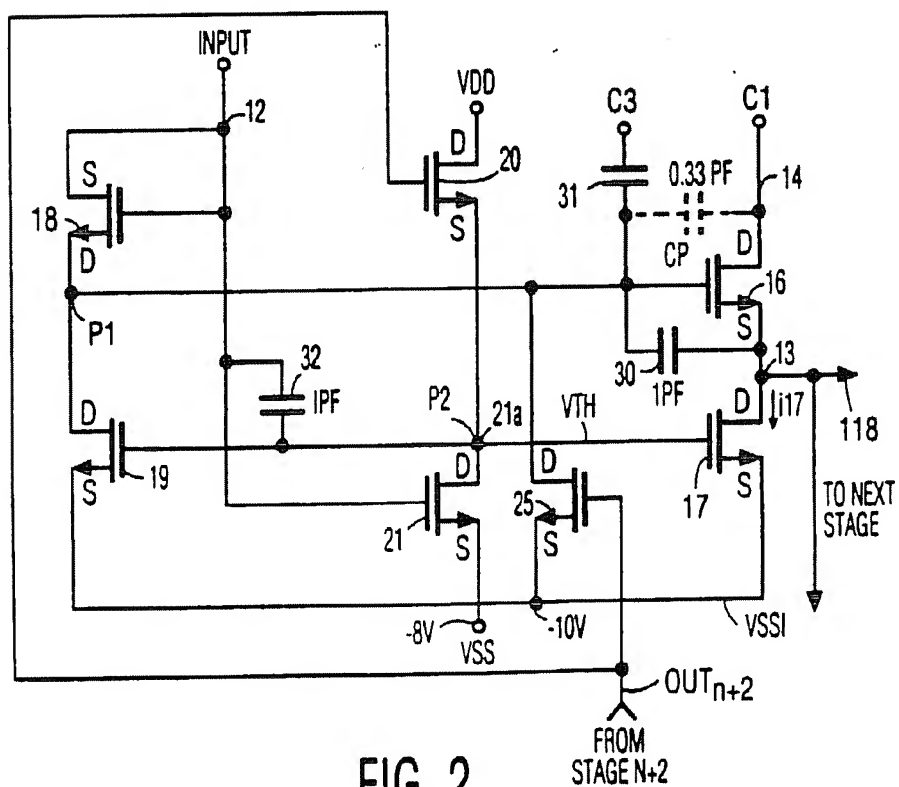 INPUT
VDD
C3
C1
12
D
20
31
0.33 PF
14
S
18
S
CP
D
D
16
P1
S
32
30
1PF
13
1PF
P2
21a
VTH
D
i17
118
D
D
D
19
S
21
S
25
S
17
S
TO NEXT
STAGE
-8V
VSS
-10V
VSSI
OUTn+2
FROM
STAGE N+2
FIG. 2